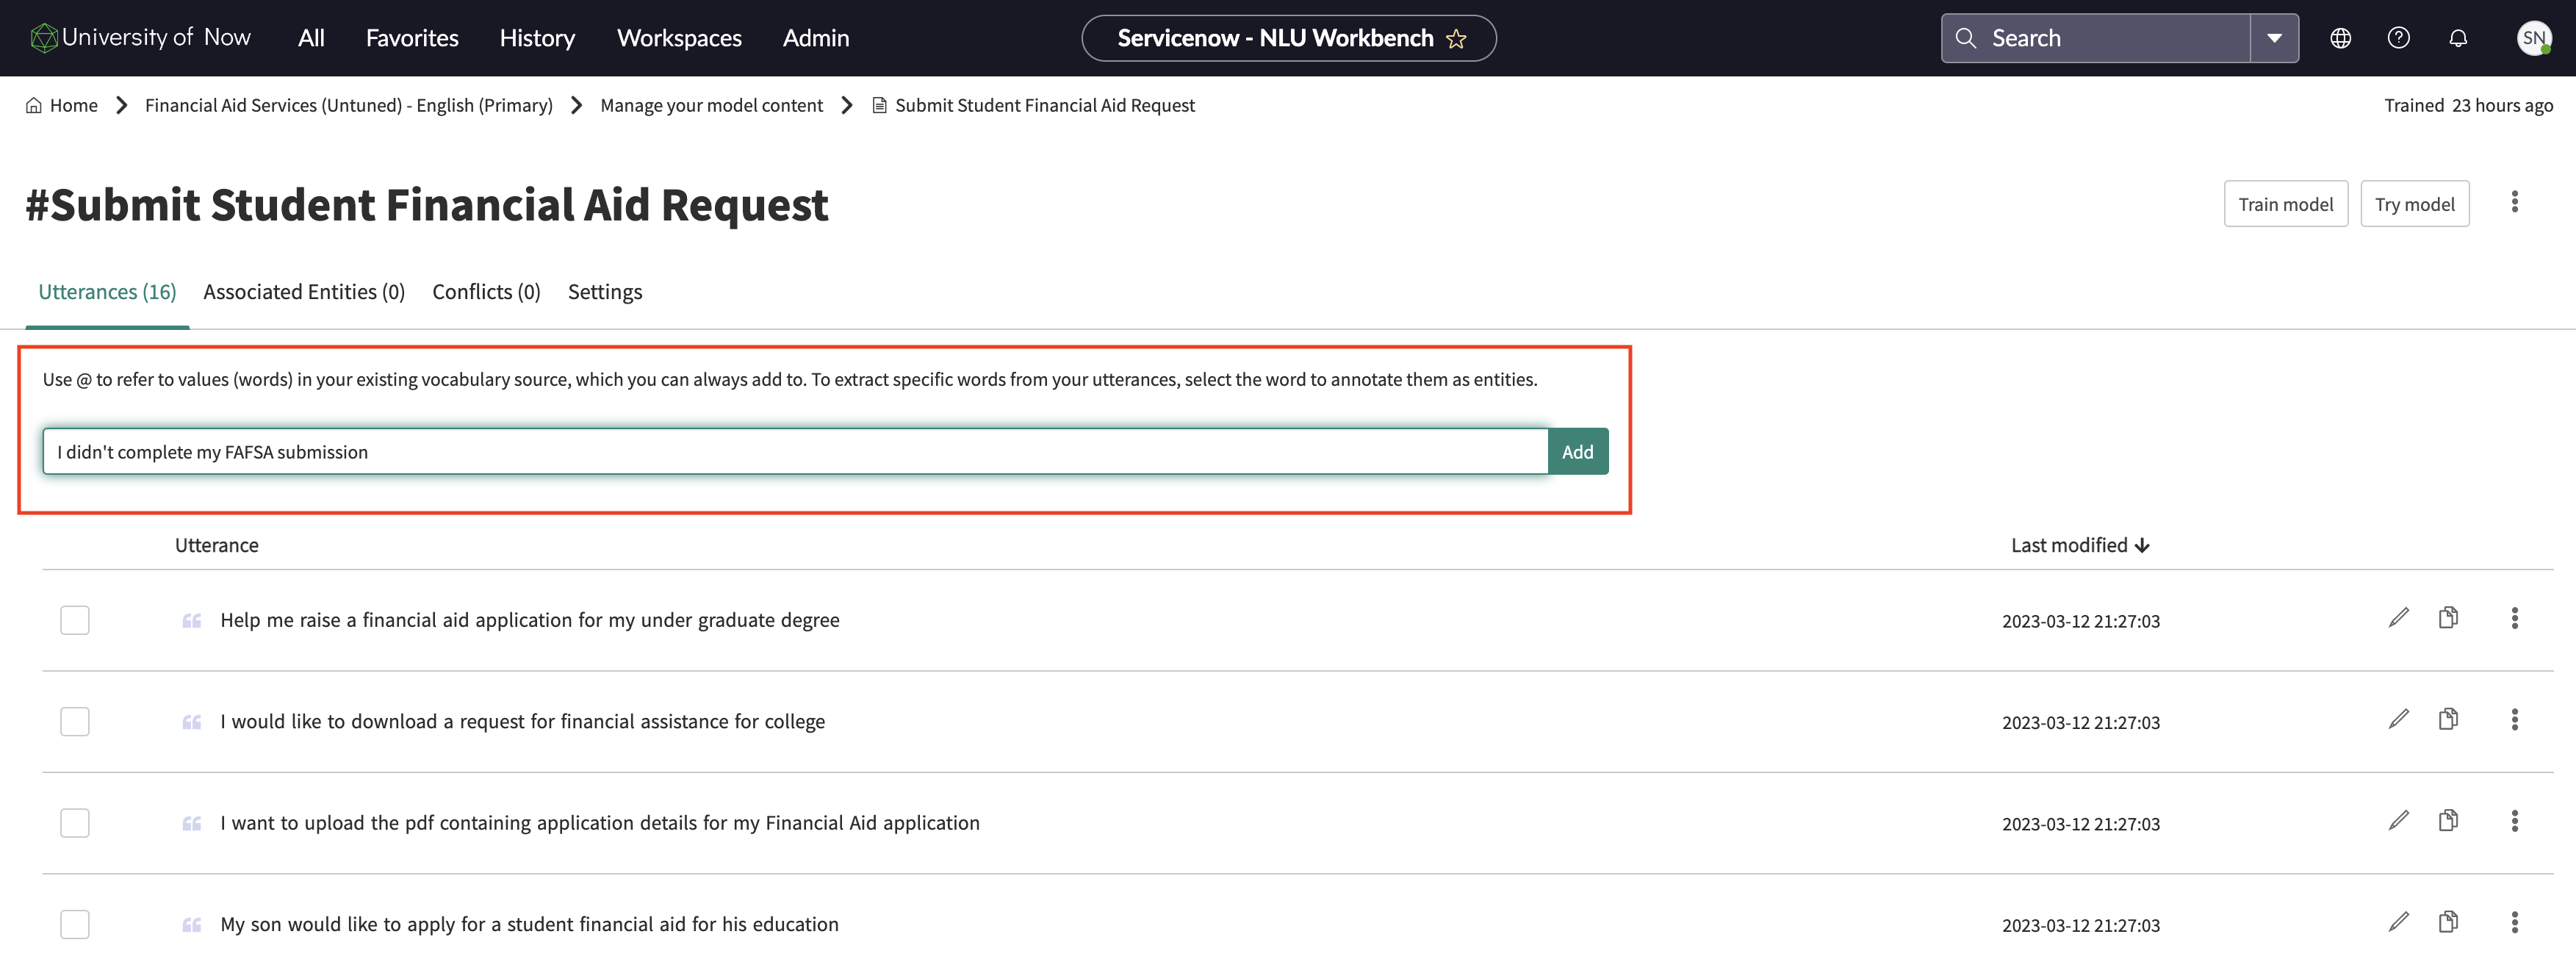 University of Now All Favorites History Workspaces Admin Servicenow - NLU Workbench Search SN
Home Financial Aid Services (Untuned) - English (Primary) Manage your model content Submit Student Financial Aid Request Trained 23 hours ago
#Submit Student Financial Aid Request Train model Try model
Utterances (16) Associated Entities (0) Conflicts (0) Settings
Use @ to refer to values (words) in your existing vocabulary source, which you can always add to. To extract specific words from your utterances, select the word to annotate them as entities.
I didn't complete my FAFSA submission Add
Utterance Last modified
Help me raise a financial aid application for my under graduate degree 2023-03-12 21:27:03
I would like to download a request for financial assistance for college 2023-03-12 21:27:03
I want to upload the pdf containing application details for my Financial Aid application 2023-03-12 21:27:03
My son would like to apply for a student financial aid for his education 2023-03-12 21:27:03